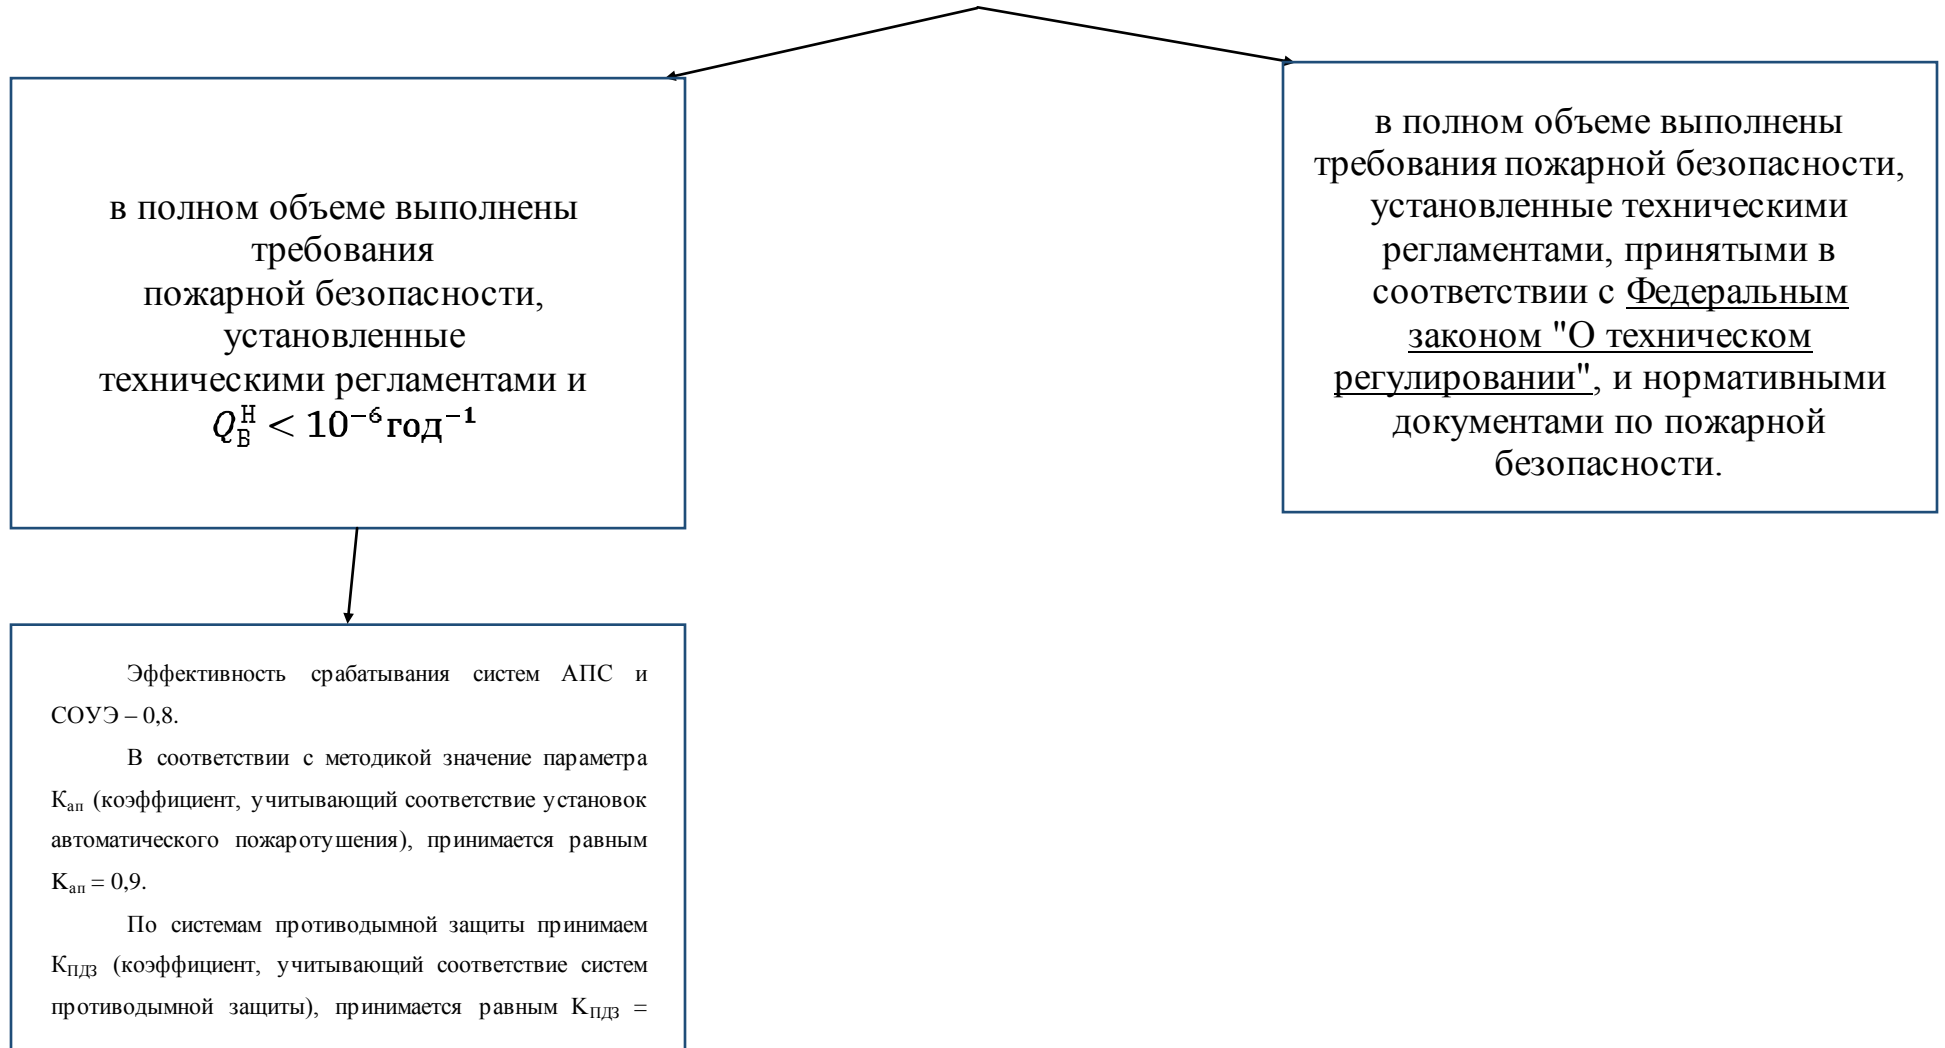 в полном объеме выполнены
требования
пожарной безопасности,
установленные
техническими регламентами и
Q_В^Н < 10⁻⁶год⁻¹
в полном объеме выполнены
требования пожарной безопасности,
установленные техническими
регламентами, принятыми в
соответствии с Федеральным
законом "О техническом
регулировании", и нормативными
документами по пожарной
безопасности.
Эффективность срабатывания систем АПС и
СОУЭ – 0,8.
В соответствии с методикой значение параметра
Кап (коэффициент, учитывающий соответствие установок
автоматического пожаротушения), принимается равным
Кап = 0,9.
По системам противодымной защиты принимаем
КПДЗ (коэффициент, учитывающий соответствие систем
противодымной защиты), принимается равным КПДЗ =